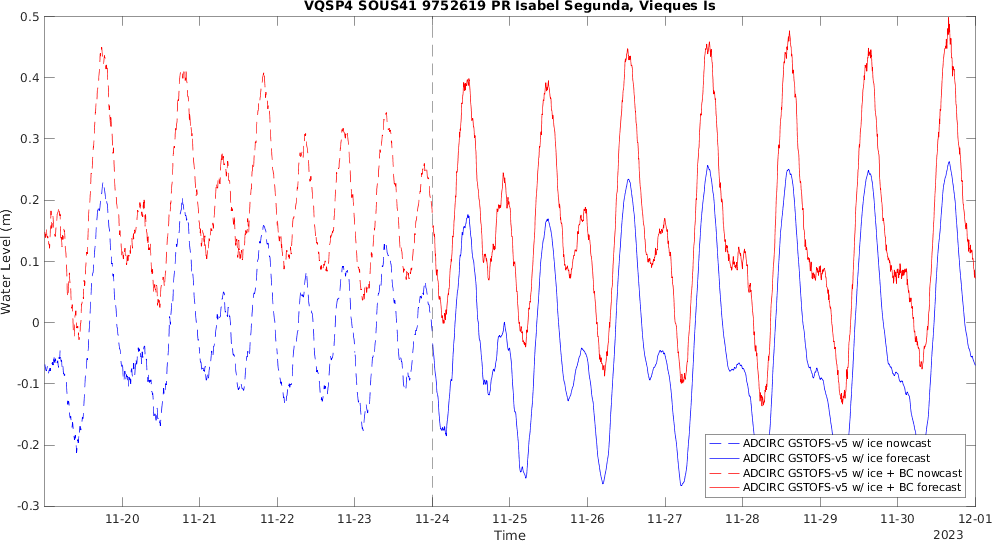 VQSP4 SOUS41 9752619 PR Isabel Segunda, Vieques Is
0.5
0.4
0.3
0.2
0.1
0
-0.1
-0.2
-0.3
Water Level (m)
ADCIRC GSTOFS-v5 w/ ice nowcast
ADCIRC GSTOFS-v5 w/ ice forecast
ADCIRC GSTOFS-v5 w/ ice + BC nowcast
ADCIRC GSTOFS-v5 w/ ice + BC forecast
11-20 11-21 11-22 11-23 11-24 11-25 11-26 11-27 11-28 11-29 11-30 12-01
Time
2023